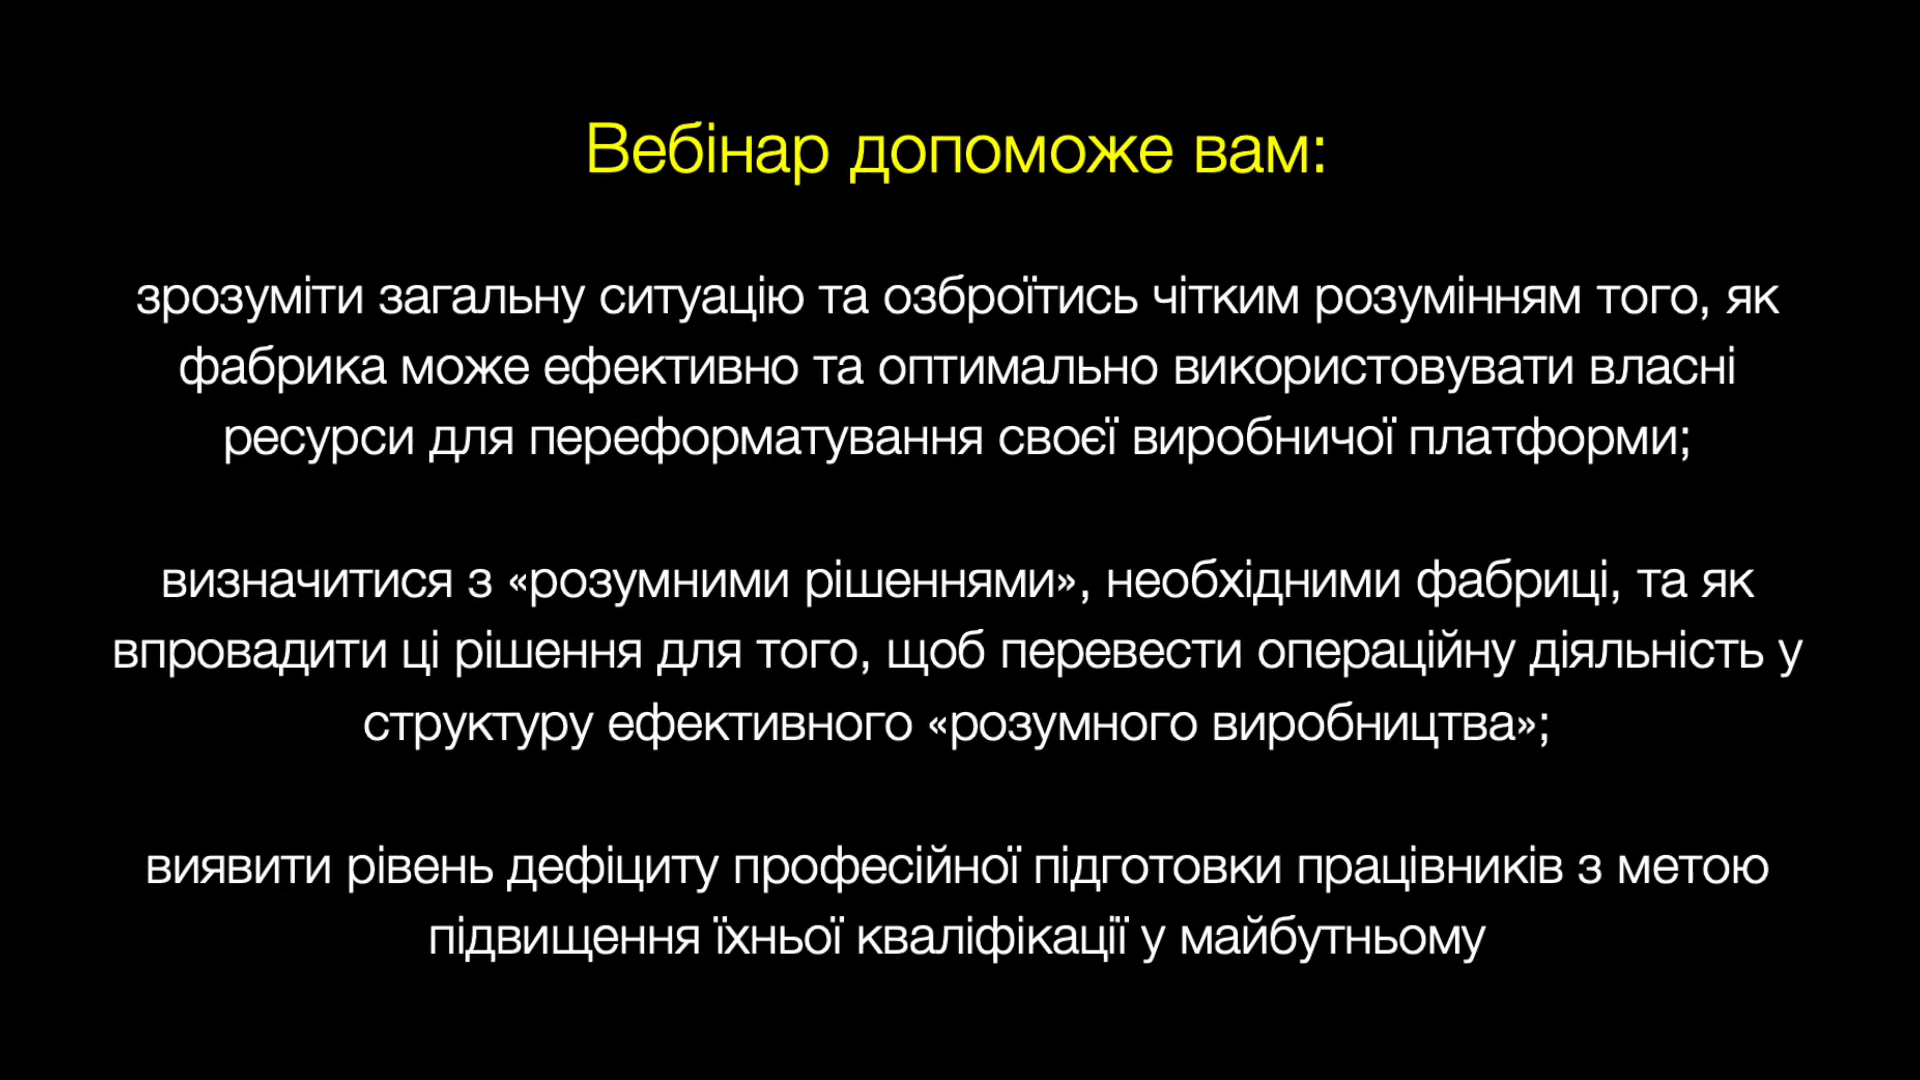 Вебінар допоможе вам:
зрозуміти загальну ситуацію та озброїтись чітким розумінням того, як
фабрика може ефективно та оптимально використовувати власні
ресурси для переформатування своєї виробничої платформи;
визначитися з «розумними рішеннями», необхідними фабриці, та як
впровадити ці рішення для того, щоб перевести операційну діяльність у
структуру ефективного «розумного виробництва»;
виявити рівень дефіциту професійної підготовки працівників з метою
підвищення їхньої кваліфікації у майбутньому